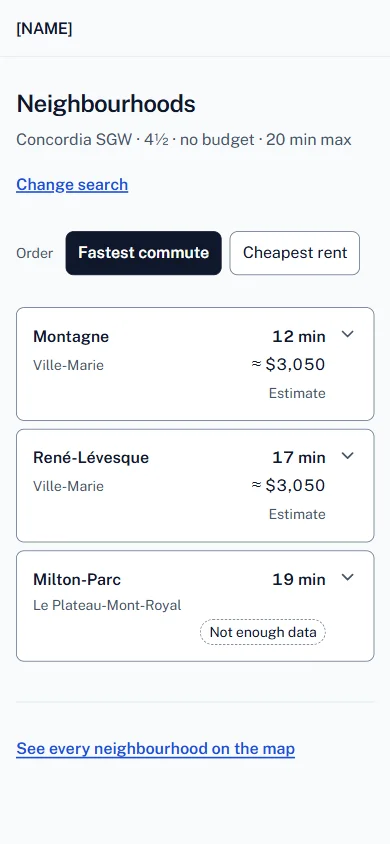 [NAME]
Neighbourhoods
Concordia SGW · 4½ · no budget · 20 min max
Change search
Order Fastest commute Cheapest rent
Montagne 12 min
Ville-Marie ≈ $3,050
Estimate
René-Lévesque 17 min
Ville-Marie ≈ $3,050
Estimate
Milton-Parc 19 min
Le Plateau-Mont-Royal
Not enough data
See every neighbourhood on the map